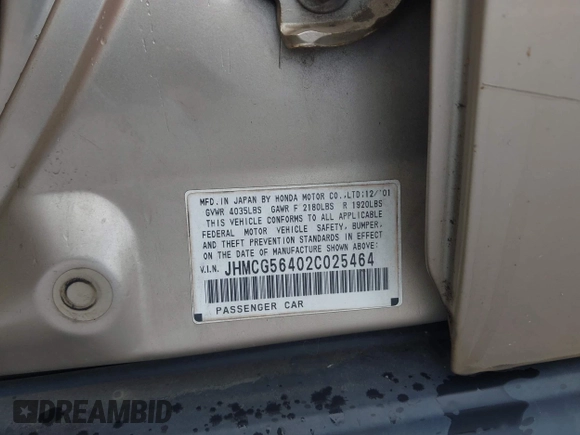 MFD. IN JAPAN BY HONDA MOTOR CO.,LTD:12/'01
GVWR 4035LBS GAWR F 2180LBS R 1920LBS
THIS VEHICLE CONFORMS TO ALL APPLICABLE
FEDERAL MOTOR VEHICLE SAFETY, BUMPER,
AND THEFT PREVENTION STANDARDS IN EFFECT
ON THE DATE OF MANUFACTURE SHOWN ABOVE:
V.I.N. JHMCG56402C025464
PASSENGER CAR
DREAMBID